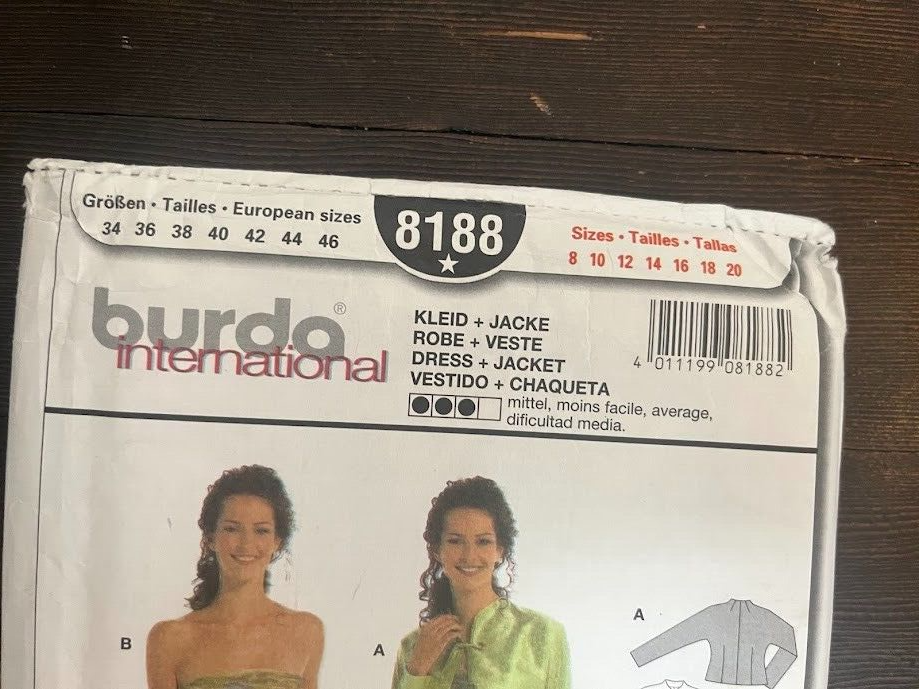 Größen • Tailles • European sizes
34 36 38 40 42 44 46
8188
Sizes • Tailles • Tallas
8 10 12 14 16 18 20
burda®
international
KLEID + JACKE
ROBE + VESTE
DRESS + JACKET
VESTIDO + CHAQUETA
mittel, moins facile, average,
dificultad media.
4 011199 081882
B
A
A